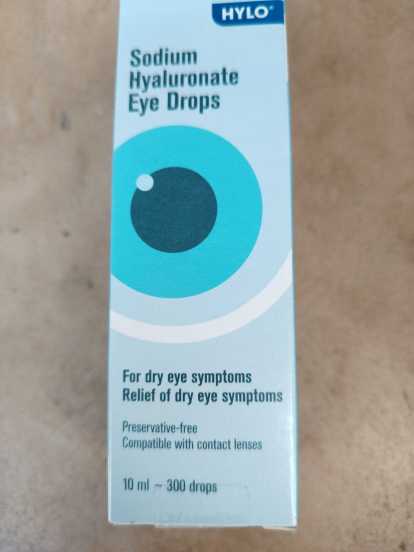 HYLO®
Sodium
Hyaluronate
Eye Drops
For dry eye symptoms
Relief of dry eye symptoms
Preservative-free
Compatible with contact lenses
10 ml ~ 300 drops